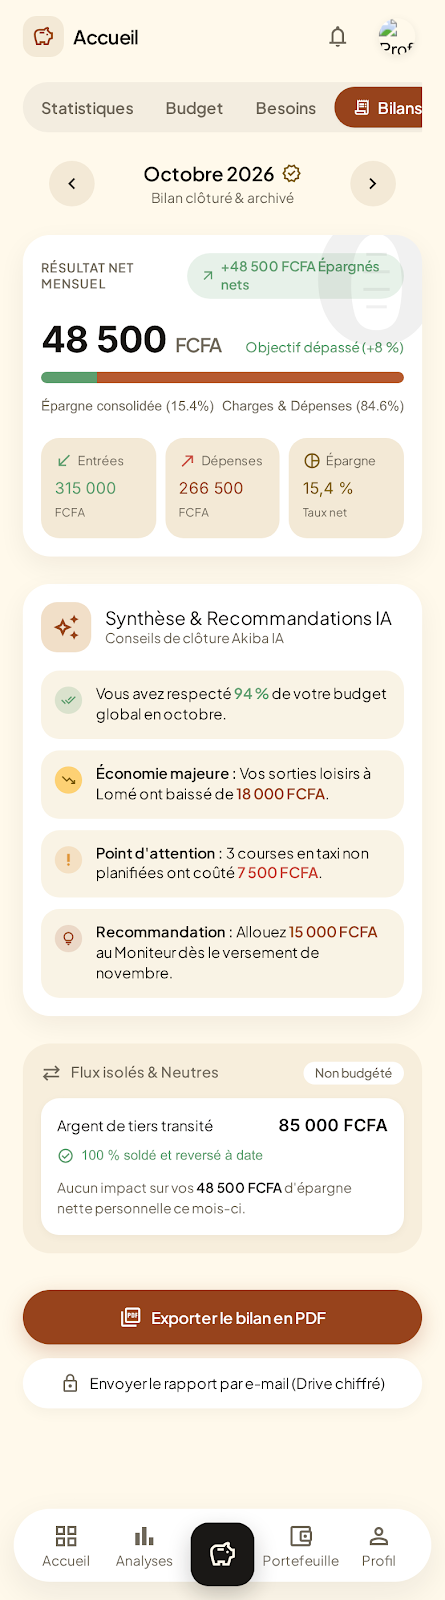 Accueil
Prof
Statistiques Budget Besoins Bilans
Octobre 2026
Bilan clôturé & archivé
RÉSULTAT NET
MENSUEL
+48 500 FCFA Épargnés
nets
48 500 FCFA
Objectif dépassé (+8 %)
Épargne consolidée (15.4%) Charges & Dépenses (84.6%)
Entrées
315 000
FCFA
Dépenses
266 500
FCFA
Épargne
15,4 %
Taux net
Synthèse & Recommandations IA
Conseils de clôture Akiba IA
Vous avez respecté 94 % de votre budget
global en octobre.
Économie majeure : Vos sorties loisirs à
Lomé ont baissé de 18 000 FCFA.
Point d'attention : 3 courses en taxi non
planifiées ont coûté 7 500 FCFA.
Recommandation : Allouez 15 000 FCFA
au Moniteur dès le versement de
novembre.
Flux isolés & Neutres
Non budgété
Argent de tiers transité
85 000 FCFA
100 % soldé et reversé à date
Aucun impact sur vos 48 500 FCFA d'épargne
nette personnelle ce mois-ci.
PDF
Exporter le bilan en PDF
Envoyer le rapport par e-mail (Drive chiffré)
Accueil Analyses Portefeuille Profil